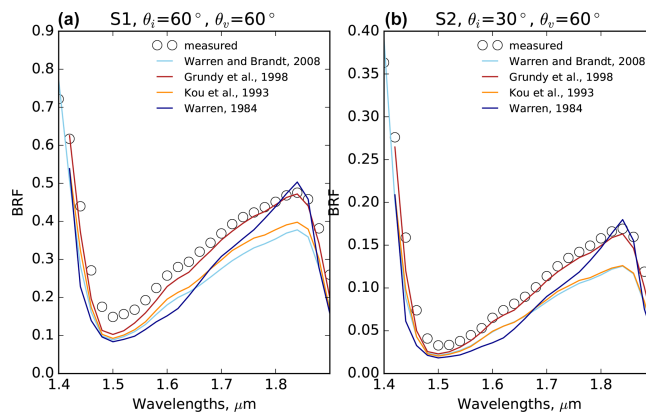 (a) S1, θi=60°, θv=60°
measured
Warren and Brandt, 2008
Grundy et al., 1998
Kou et al., 1993
Warren, 1984
BRF
0.9
0.8
0.7
0.6
0.5
0.4
0.3
0.2
0.1
0.0
1.4 1.5 1.6 1.7 1.8
Wavelengths, μm
(b) S2, θi=30°, θv=60°
measured
Warren and Brandt, 2008
Grundy et al., 1998
Kou et al., 1993
Warren, 1984
BRF
0.40
0.35
0.30
0.25
0.20
0.15
0.10
0.05
0.00
1.4 1.5 1.6 1.7 1.8
Wavelengths, μm